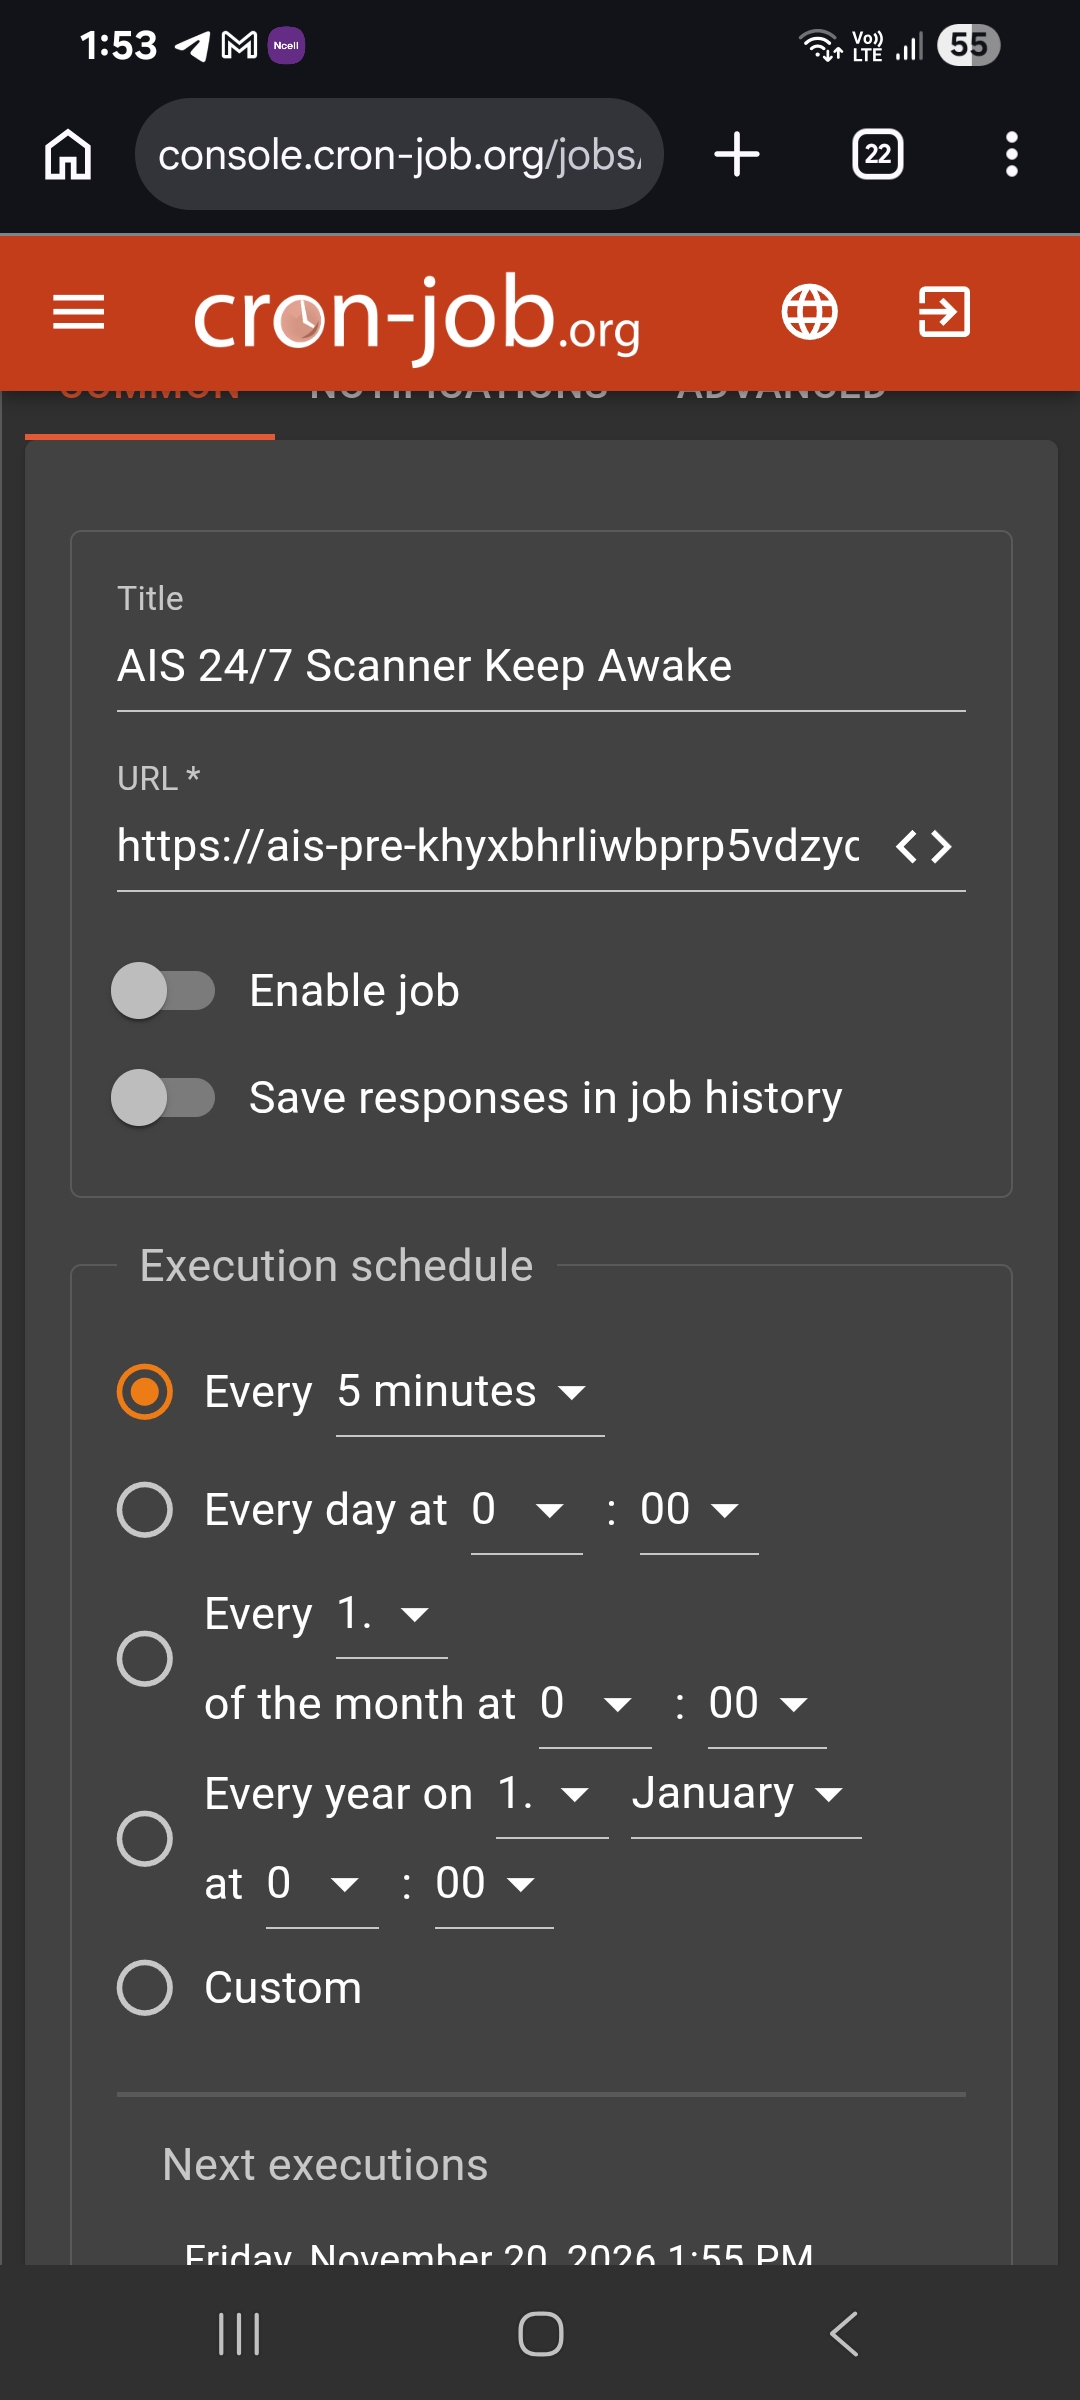 1:53
Ncell
Vo))
LTE
55
console.cron-job.org/jobs
22
cron-job.org
COMMON NOTIFICATIONS ADVANCED
Title
AIS 24/7 Scanner Keep Awake
URL *
https://ais-pre-khyxbhrliwbprp5vdzyc
Enable job
Save responses in job history
Execution schedule
Every 5 minutes
Every day at 0 : 00
Every 1.
of the month at 0 : 00
Every year on 1. January
at 0 : 00
Custom
Next executions
Friday, November 20, 2026 1:55 PM